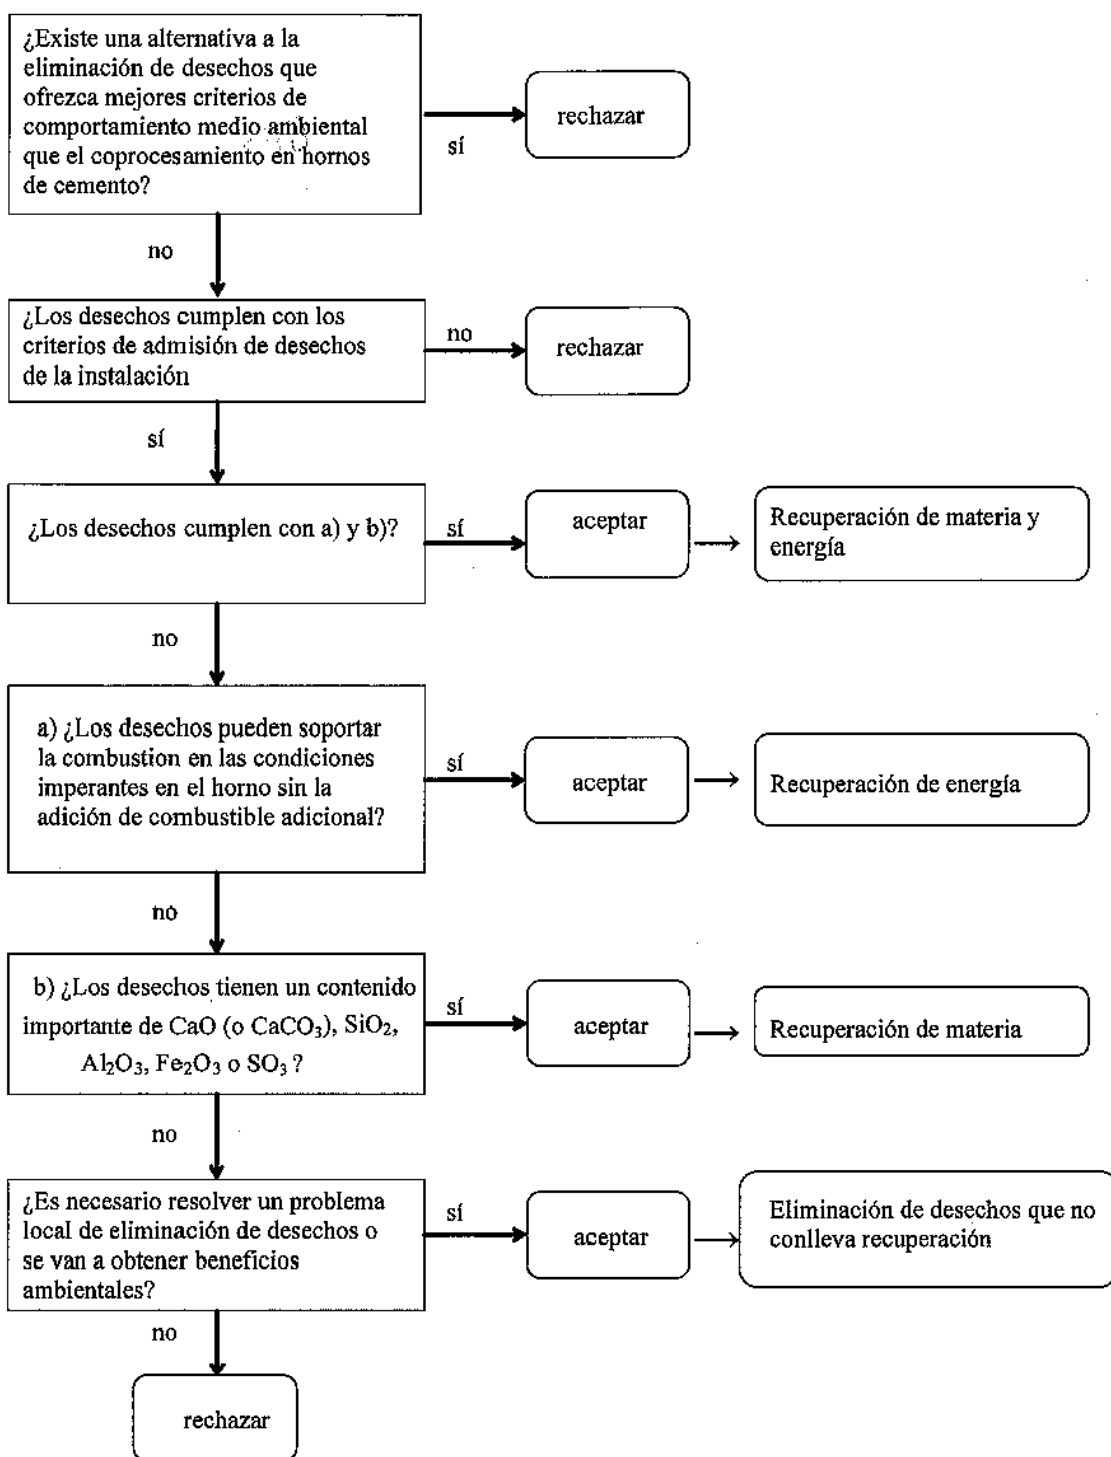 ¿Existe una alternativa a la
eliminación de desechos que
ofrezca mejores criterios de
comportamiento medio ambiental
que el coprocesamiento en hornos
de cemento?
sí
rechazar
no
¿Los desechos cumplen con los
criterios de admisión de desechos
de la instalación
no
rechazar
sí
¿Los desechos cumplen con a) y b)?
sí
aceptar
Recuperación de materia y
energía
no
a) ¿Los desechos pueden soportar
la combustion en las condiciones
imperantes en el horno sin la
adición de combustible adicional?
sí
aceptar
Recuperación de energía
no
b) ¿Los desechos tienen un contenido
importante de CaO (o CaCO₃), SiO₂,
Al₂O₃, Fe₂O₃ o SO₃ ?
sí
aceptar
Recuperación de materia
no
¿Es necesario resolver un problema
local de eliminación de desechos o
se van a obtener beneficios
ambientales?
sí
aceptar
Eliminación de desechos que no
conlleva recuperación
no
rechazar